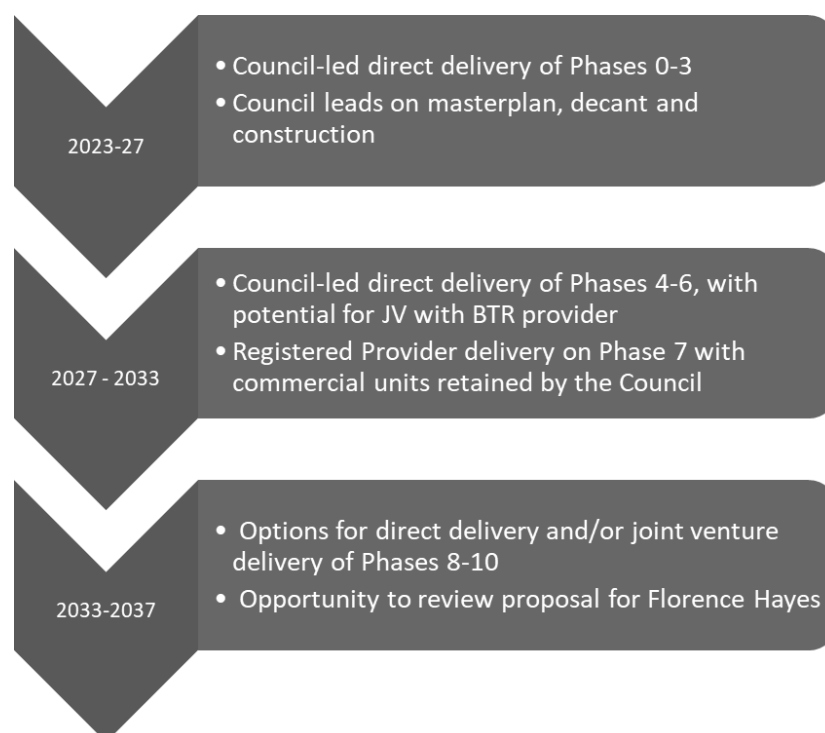 2023-27
• Council-led direct delivery of Phases 0-3
• Council leads on masterplan, decant and
construction
2027 - 2033
• Council-led direct delivery of Phases 4-6, with
potential for JV with BTR provider
• Registered Provider delivery on Phase 7 with
commercial units retained by the Council
2033-2037
• Options for direct delivery and/or joint venture
delivery of Phases 8-10
• Opportunity to review proposal for Florence Hayes